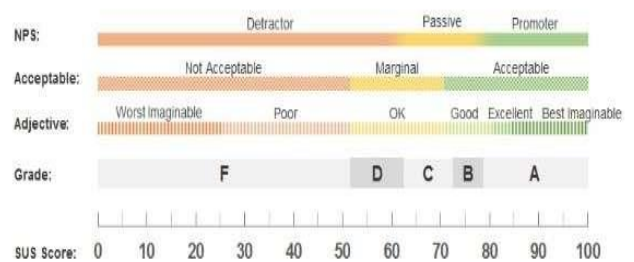 Detractor Passive Promoter
NPS:
Not Acceptable Marginal Acceptable
Acceptable:
Worst Imaginable Poor OK Good Excellent Best Imaginable
Adjective:
Grade: F D C B A
SUS Score: 0 10 20 30 40 50 60 70 80 90 100